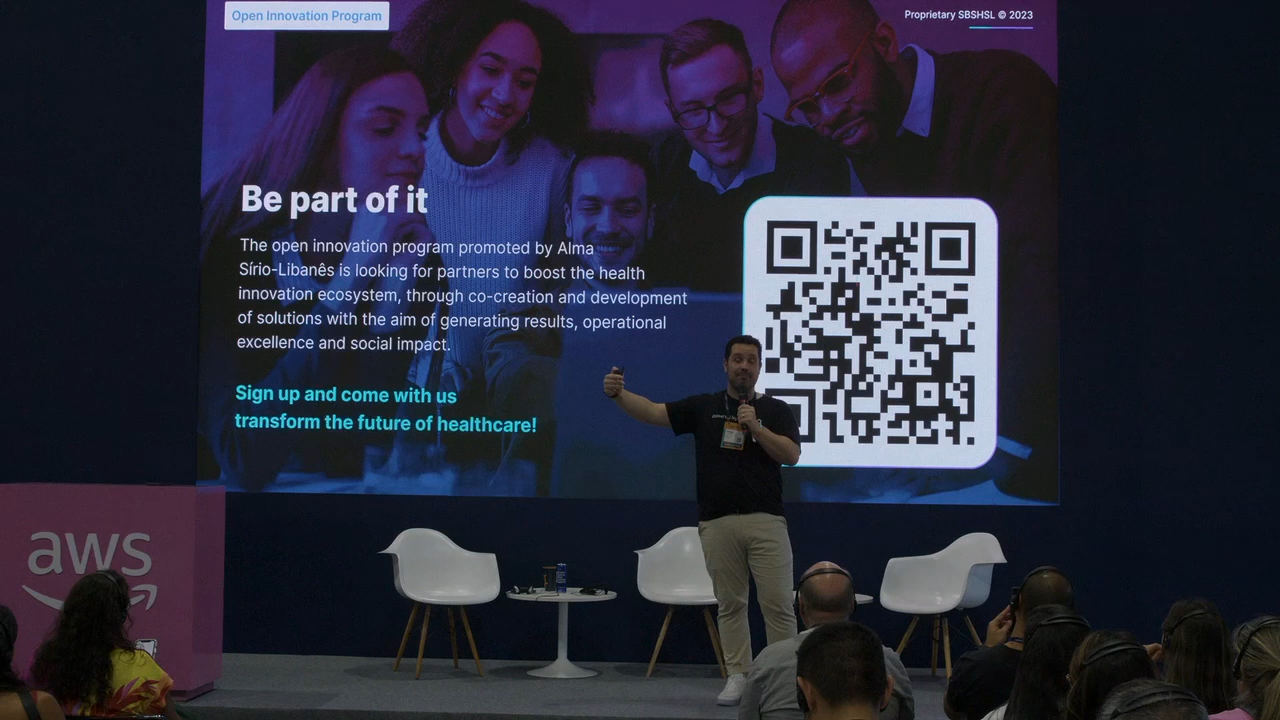 Open Innovation Program
Proprietary SBSHSL © 2023
Be part of it
The open innovation program promoted by Alma
Sírio-Libanês is looking for partners to boost the health
innovation ecosystem, through co-creation and development
of solutions with the aim of generating results, operational
excellence and social impact.
Sign up and come with us
transform the future of healthcare!
aws